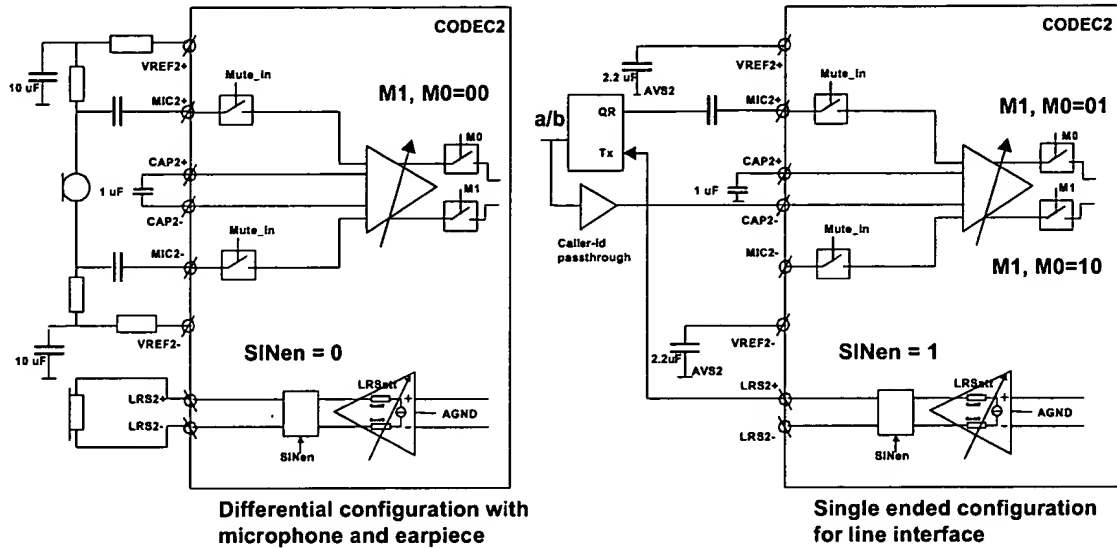 CODEC2
VREF2+
10 uF
Mute_in
MIC2+
M1, M0=00
M0
CAP2+
1 uF
M1
CAP2-
Mute_in
MIC2-
10 uF
VREF2-
SINen = 0
LRS2+
LRSatt
AGND
LRS2-
SINen
Differential configuration with
microphone and earpiece
CODEC2
VREF2+
2.2 uF
AVS2
Mute_in
MIC2+
a/b
QR
M1, M0=01
M0
Tx
CAP2+
1 uF
M1
CAP2-
Caller-id
passthrough
Mute_in
MIC2-
M1, M0=10
VREF2-
2.2uF
AVS2
SINen = 1
LRS2+
LRSatt
AGND
LRS2-
SINen
Single ended configuration
for line interface